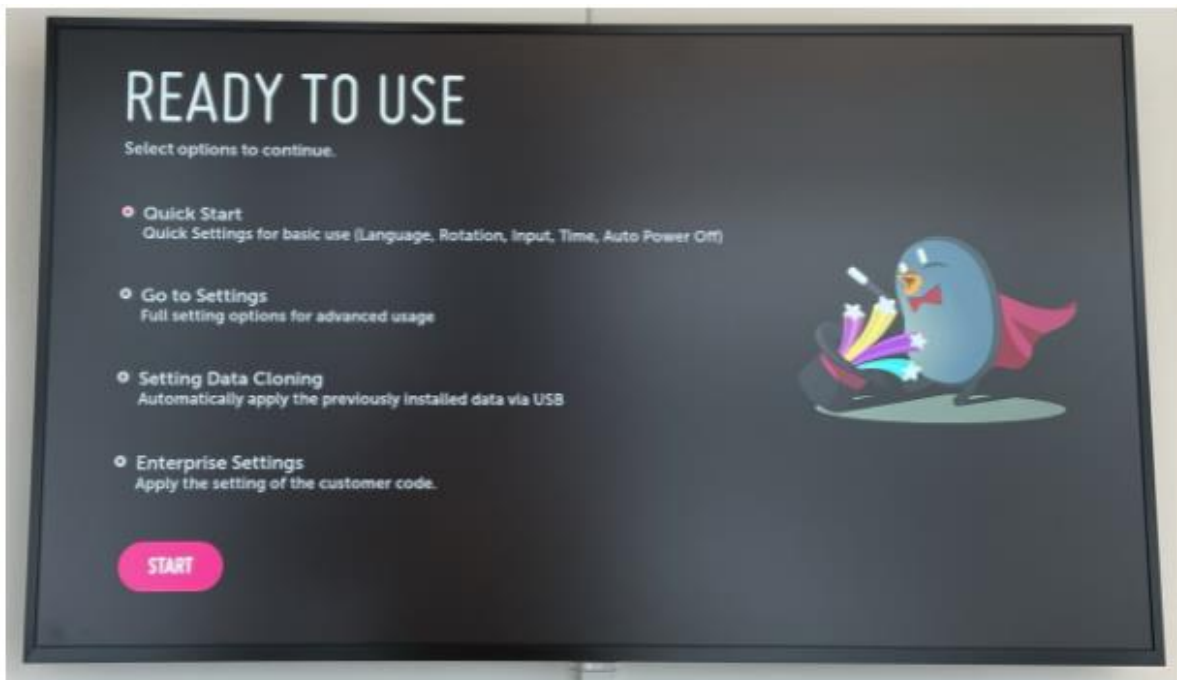 READY TO USE
Select options to continue.
Quick Start
Quick Settings for basic use (Language, Rotation, Input, Time, Auto Power Off)
Go to Settings
Full setting options for advanced usage
Setting Data Cloning
Automatically apply the previously installed data via USB
Enterprise Settings
Apply the setting of the customer code.
START